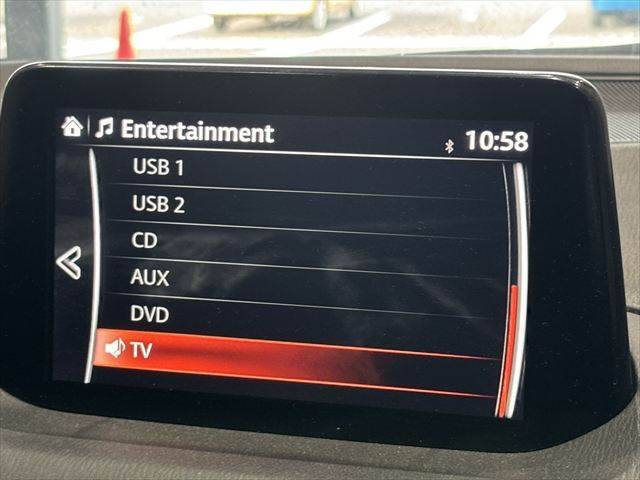 Entertainment
10:58
USB 1
USB 2
CD
AUX
DVD
TV